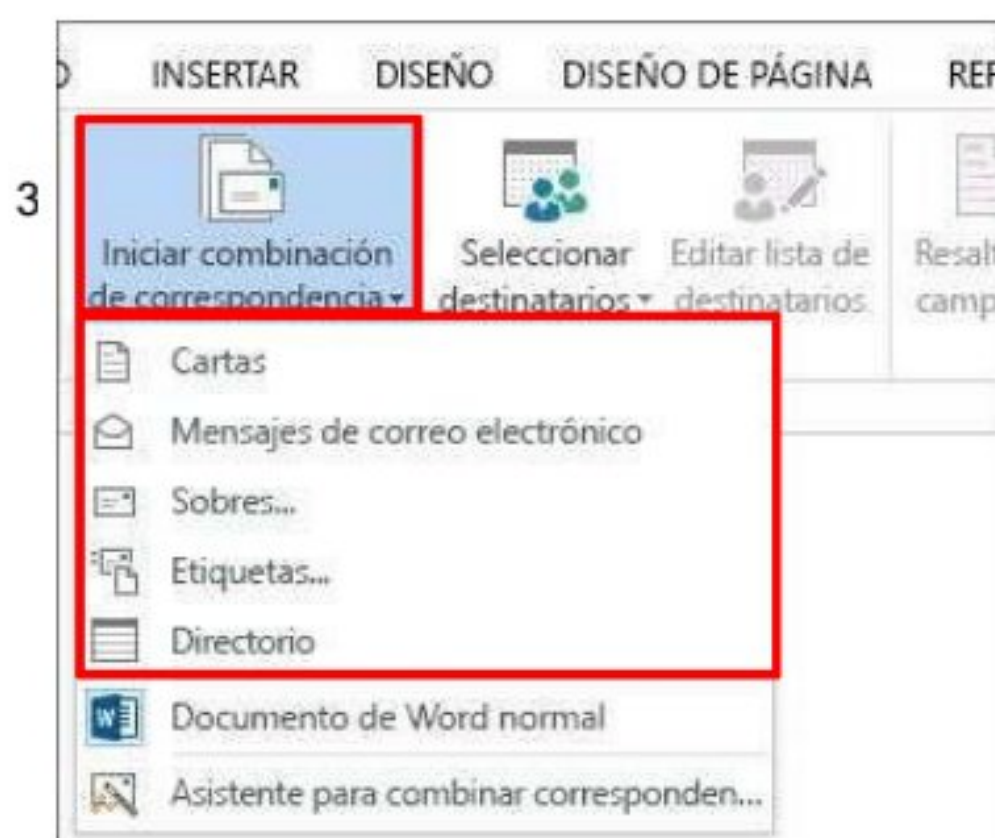 INSERTAR DISEÑO DISEÑO DE PÁGINA
3
Iniciar combinación
de correspondencia
Seleccionar
destinatarios
Editar lista de
destinatarios
Cartas
Mensajes de correo electrónico
Sobres...
Etiquetas...
Directorio
Documento de Word normal
Asistente para combinar corresponden...